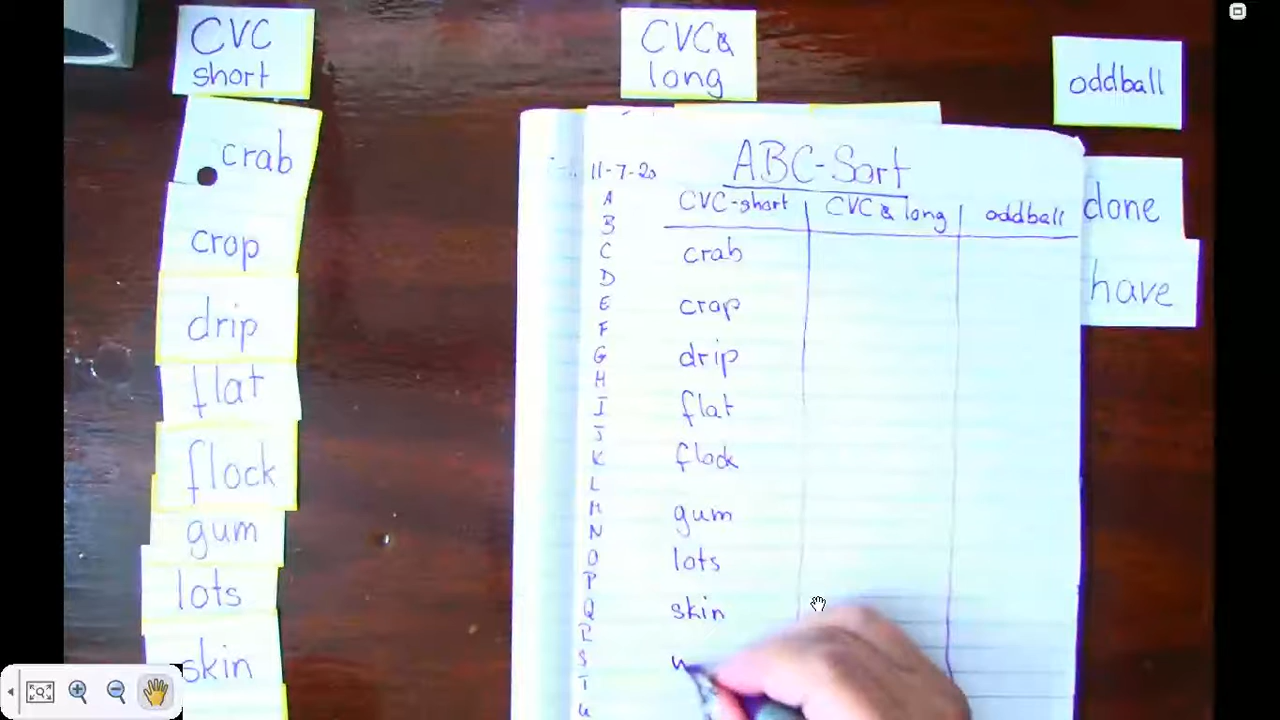 CVC
short
crab
crop
drip
flat
flock
gum
lots
skin
CVCe
long
oddball
done
have
11-7-20
ABC-Sort
CVC-short
CVCe long
oddball
A
B
C
D
E
F
G
H
I
J
K
L
M
N
O
P
Q
R
S
T
U
crab
crop
drip
flat
flock
gum
lots
skin